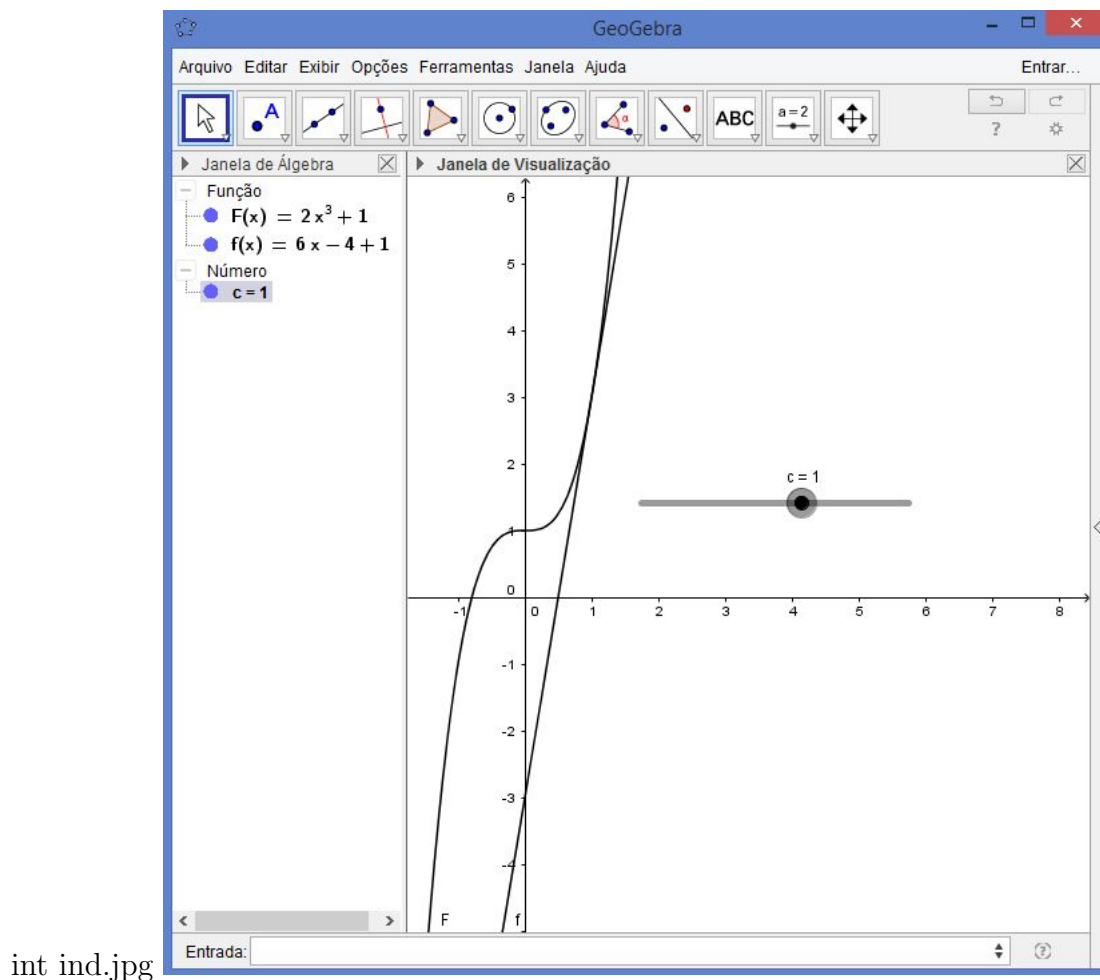 GeoGebra
Arquivo Editar Exibir Opções Ferramentas Janela Ajuda
Entrar...
A
α
ABC
a=2
?
Janela de Álgebra
Janela de Visualização
Função
F(x) = 2x³ + 1
f(x) = 6x − 4 + 1
Número
c = 1
6
5
4
3
2
1
0
-1
-2
-3
-4
-1 0 1 2 3 4 5 6 7 8
c = 1
F
f
Entrada:
?
int ind.jpg